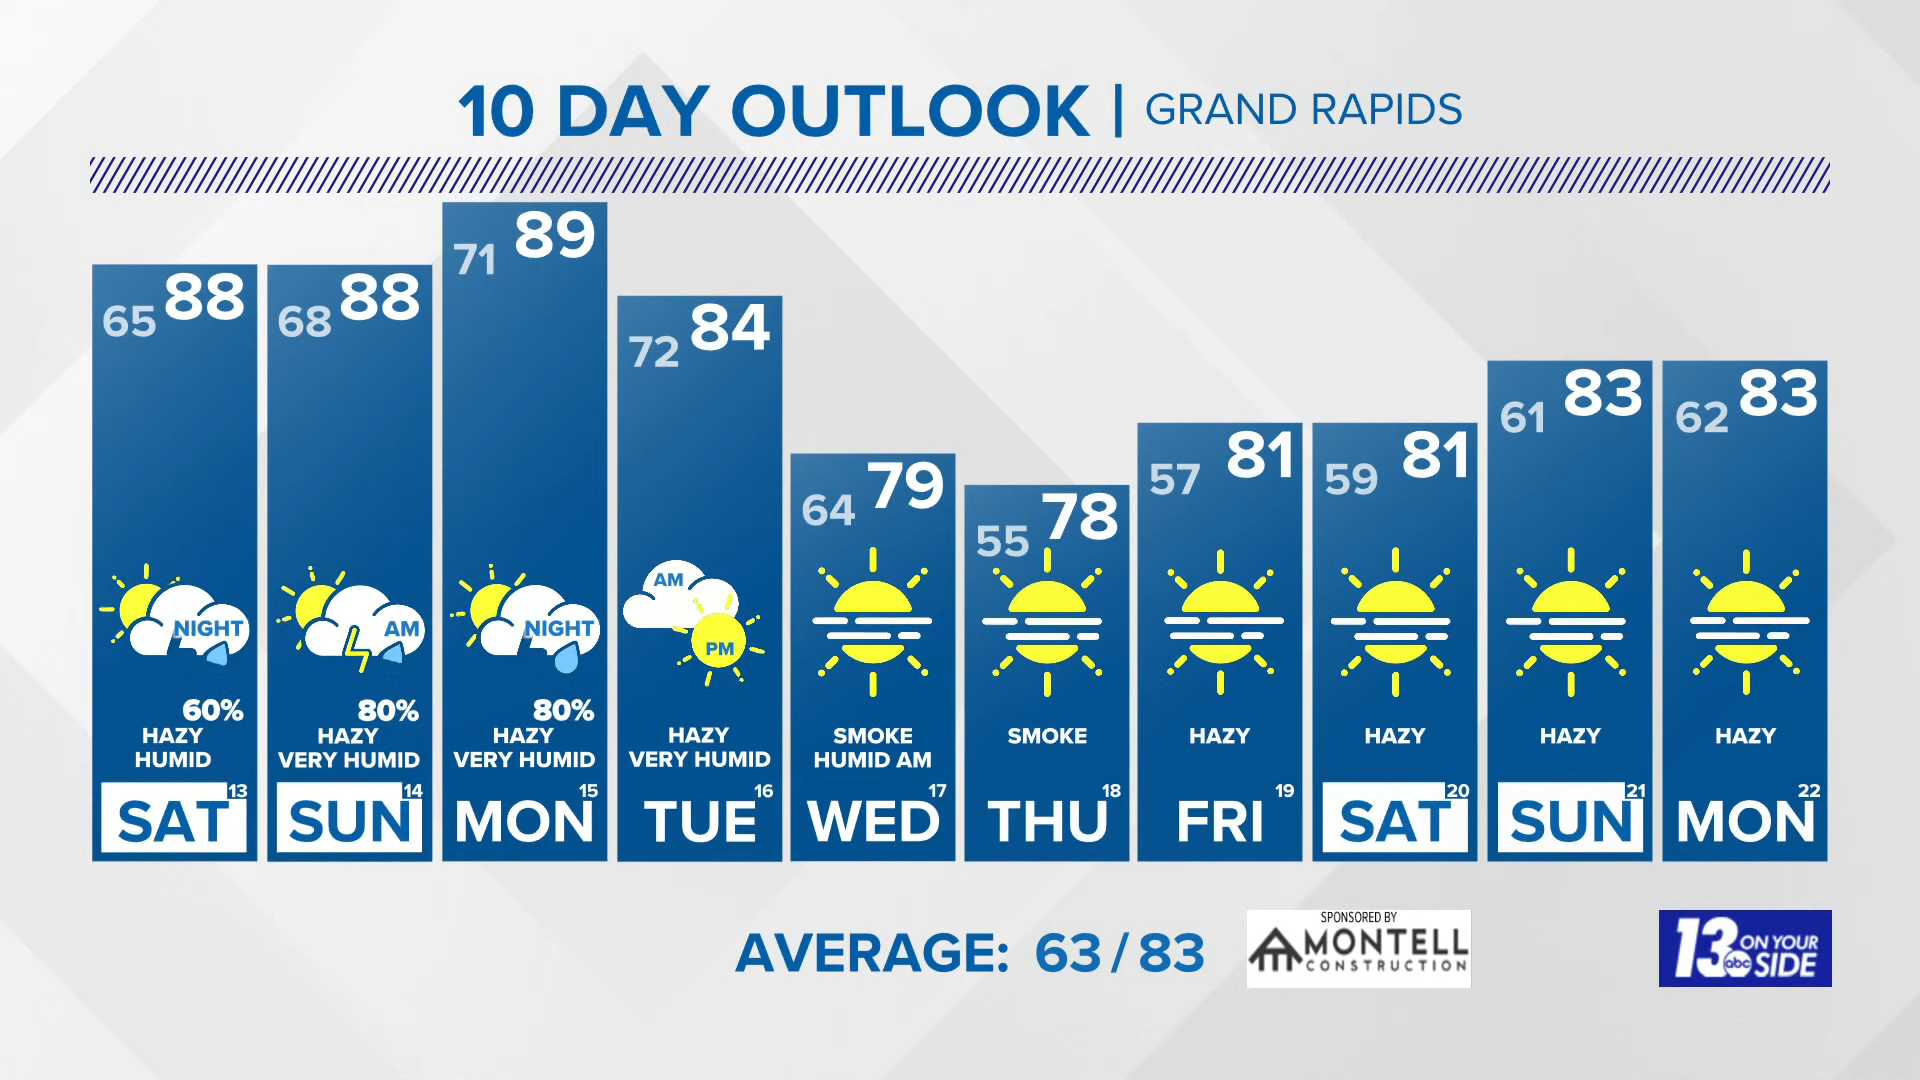 10 DAY OUTLOOK | GRAND RAPIDS
65 88
NIGHT
60%
HAZY
HUMID
SAT 13
68 88
AM
80%
HAZY
VERY HUMID
SUN 14
71 89
NIGHT
80%
HAZY
VERY HUMID
MON 15
72 84
AM
PM
HAZY
VERY HUMID
TUE 16
64 79
SMOKE
HUMID AM
WED 17
55 78
SMOKE
THU 18
57 81
HAZY
FRI 19
59 81
HAZY
SAT 20
61 83
HAZY
SUN 21
62 83
HAZY
MON 22
AVERAGE: 63 / 83
SPONSORED BY
MONTELL
CONSTRUCTION
13 ON YOUR
abc SIDE